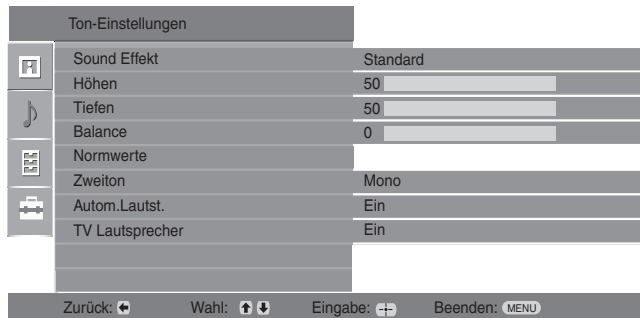 Ton-Einstellungen
Sound Effekt Standard
Höhen 50
Tiefen 50
Balance 0
Normwerte
Zweiton Mono
Autom.Lautst. Ein
TV Lautsprecher Ein
Zurück: Wahl: Eingabe: Beenden: MENU